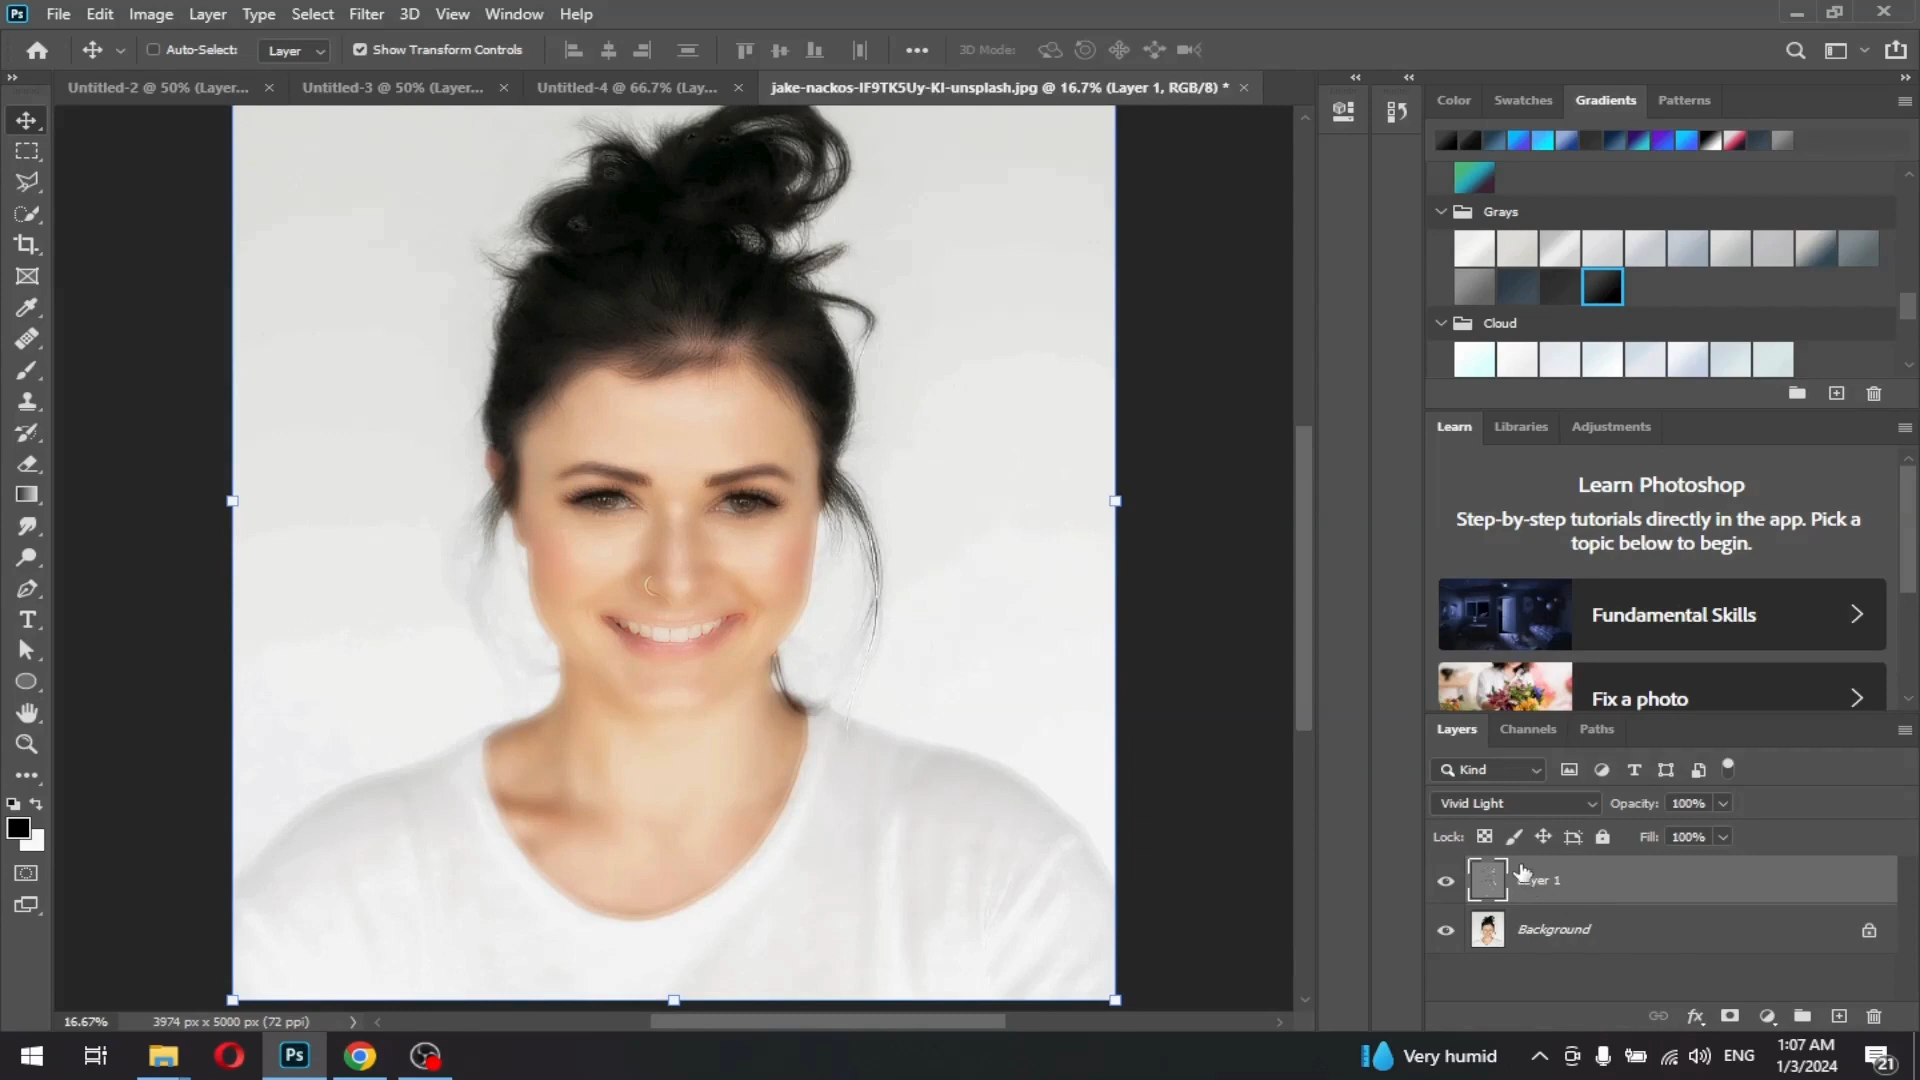 Ps File Edit Image Layer Type Select Filter 3D View Window Help
Auto-Select: Layer Show Transform Controls 3D Mode:
Untitled-2 @ 50% (Layer... × Untitled-3 @ 50% (Layer... × Untitled-4 @ 66.7% (Lay... × jake-nackos-IF9TK5Uy-KI-unsplash.jpg @ 16.7% (Layer 1, RGB/8) * ×
Color Swatches Gradients Patterns
Grays
Cloud
Learn Libraries Adjustments
Learn Photoshop
Step-by-step tutorials directly in the app. Pick a
topic below to begin.
Fundamental Skills
Fix a photo
Layers Channels Paths
Kind
Vivid Light Opacity: 100%
Lock: Fill: 100%
yer 1
Background
16.67% 3974 px x 5000 px (72 ppi)
fx
Ps Very humid ENG 1:07 AM
1/3/2024
21